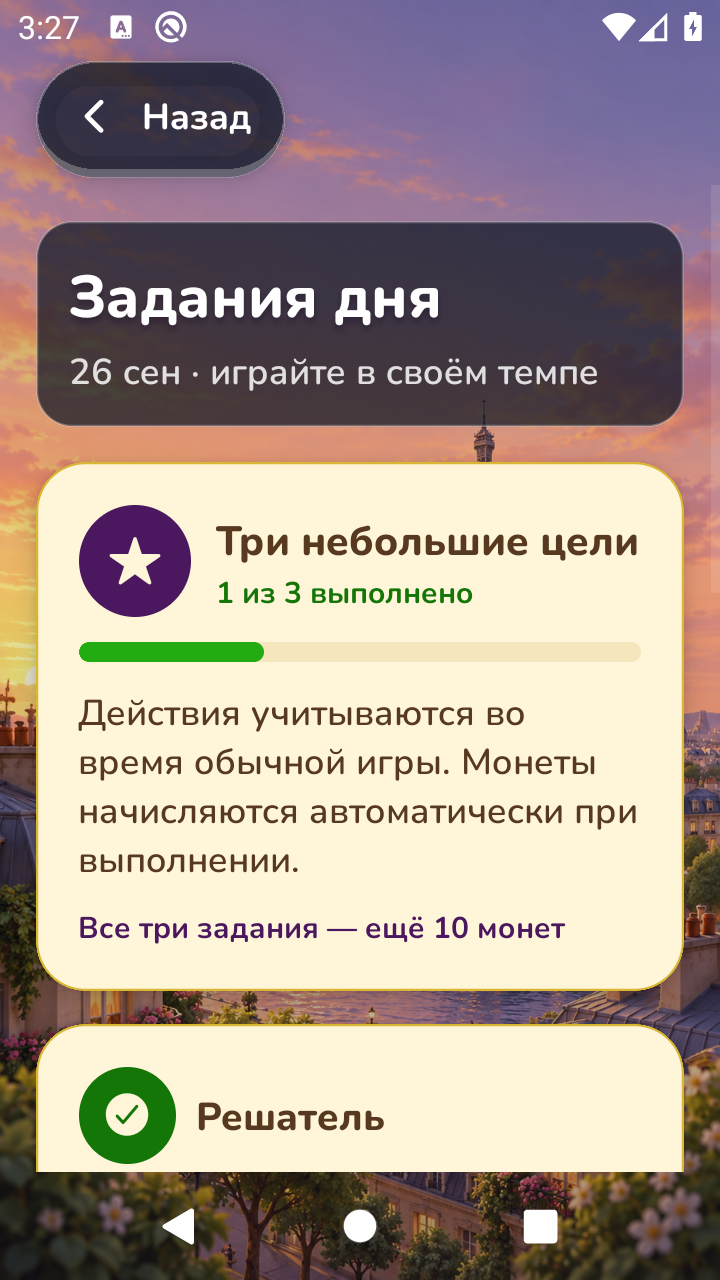 3:27
A
Назад
Задания дня
26 сен · играйте в своём темпе
Три небольшие цели
1 из 3 выполнено
Действия учитываются во
время обычной игры. Монеты
начисляются автоматически при
выполнении.
Все три задания — ещё 10 монет
Решатель